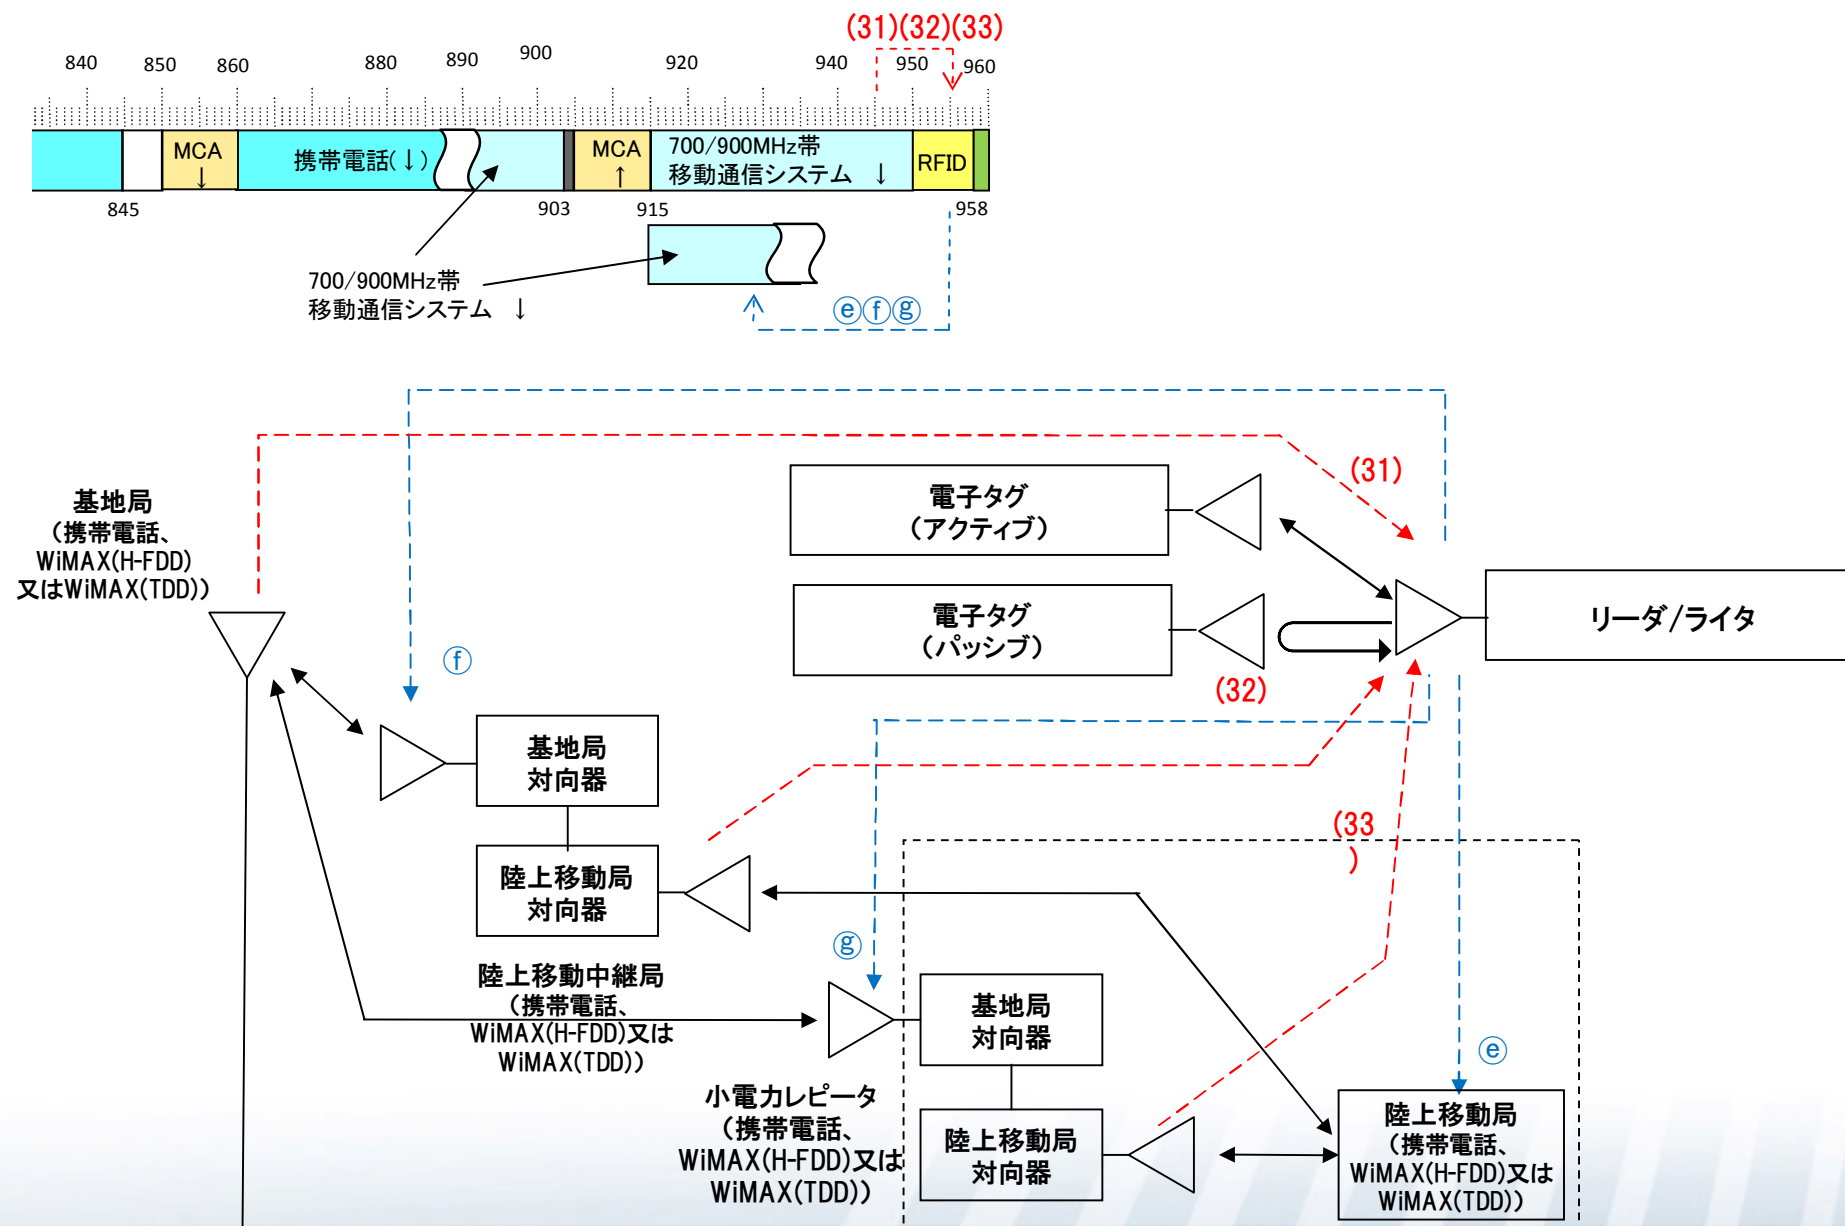 (31)(32)(33)
840 850 860 880 890 900 920 940 950 960
MCA
↓
携帯電話(↓)
MCA
↑
700/900MHz帯
移動通信システム ↓
RFID
845 903 915 958
700/900MHz帯
移動通信システム ↓
ⓔⓕⓖ
(31)
基地局
(携帯電話、
WiMAX(H-FDD)
又はWiMAX(TDD))
電子タグ
(アクティブ)
電子タグ
(パッシブ)
リーダ/ライタ
ⓕ
(32)
基地局
対向器
(33
)
陸上移動局
対向器
ⓖ
陸上移動中継局
(携帯電話、
WiMAX(H-FDD)又は
WiMAX(TDD))
基地局
対向器
ⓔ
小電力レピータ
(携帯電話、
WiMAX(H-FDD)又は
WiMAX(TDD))
陸上移動局
対向器
陸上移動局
(携帯電話、
WiMAX(H-FDD)又は
WiMAX(TDD))